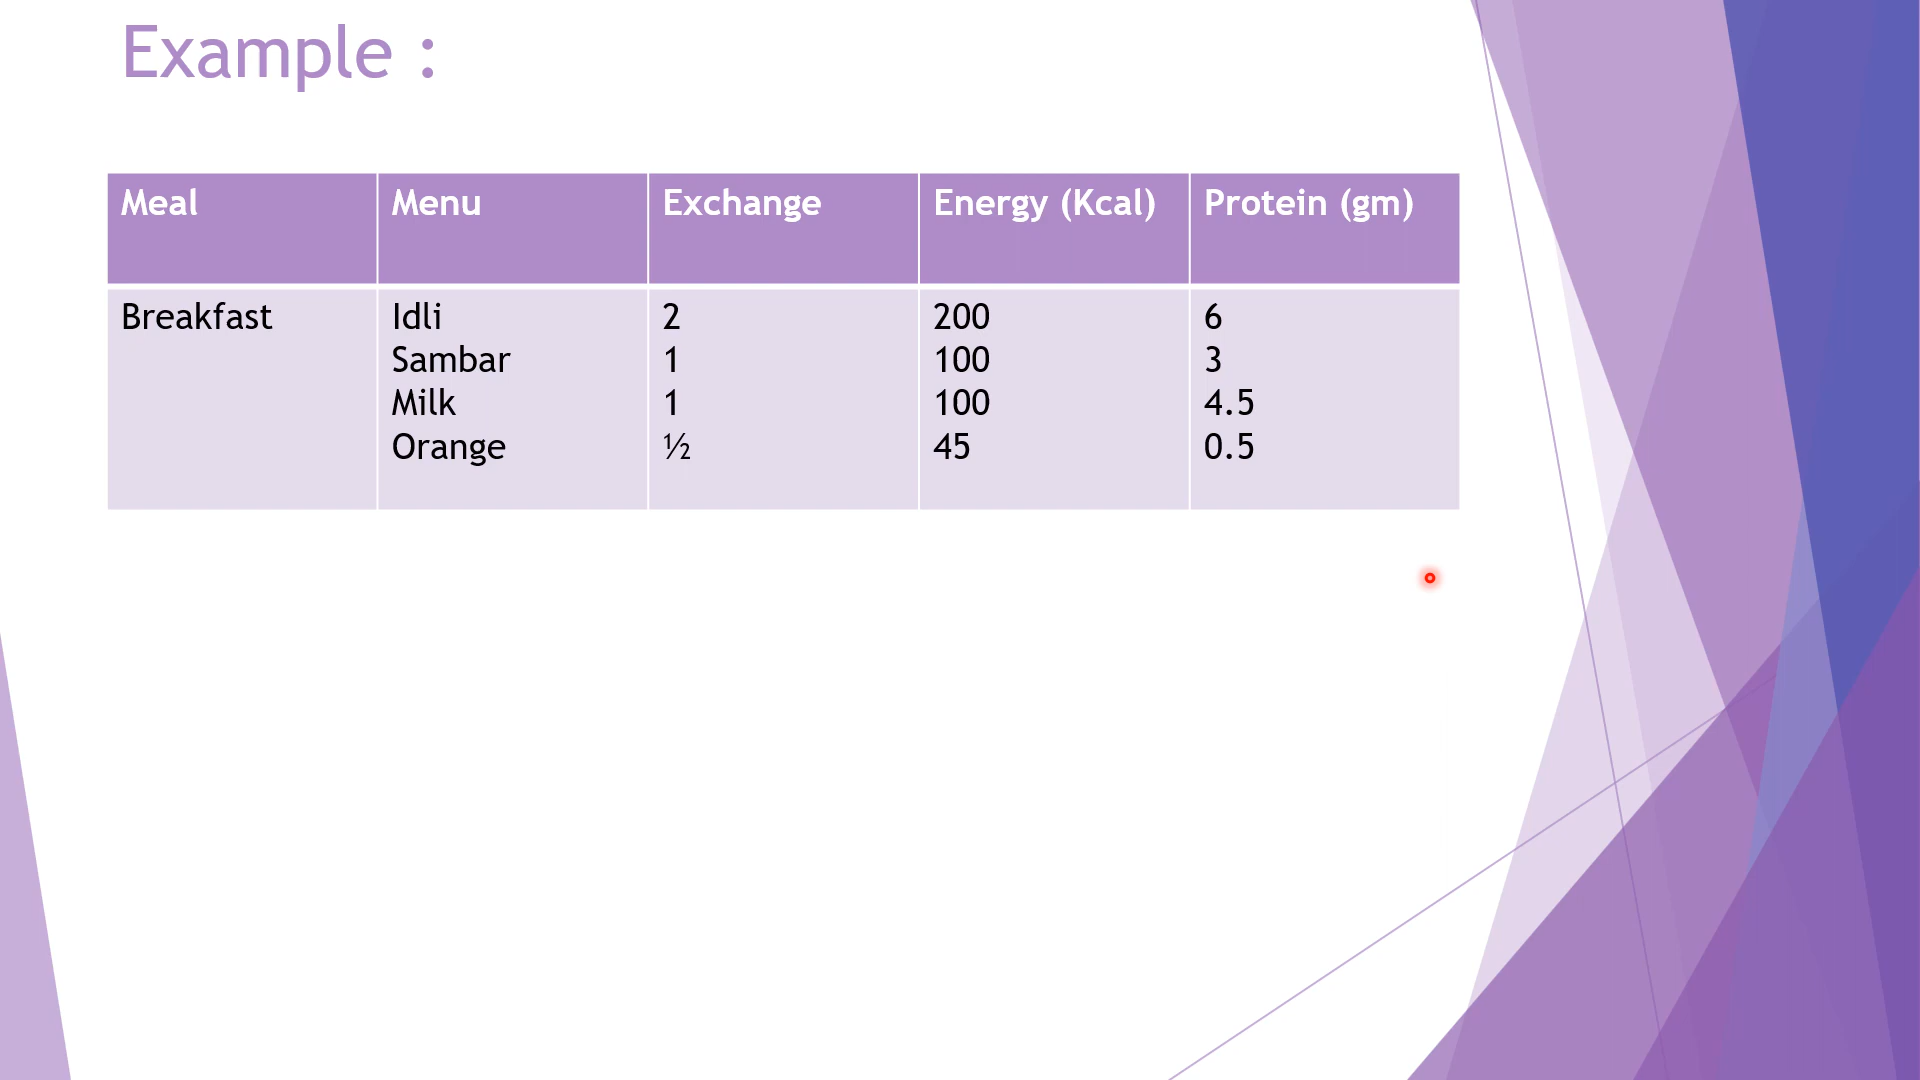 Example :
Meal Menu Exchange Energy (Kcal) Protein (gm)
Breakfast Idli 2 200 6
Sambar 1 100 3
Milk 1 100 4.5
Orange ½ 45 0.5